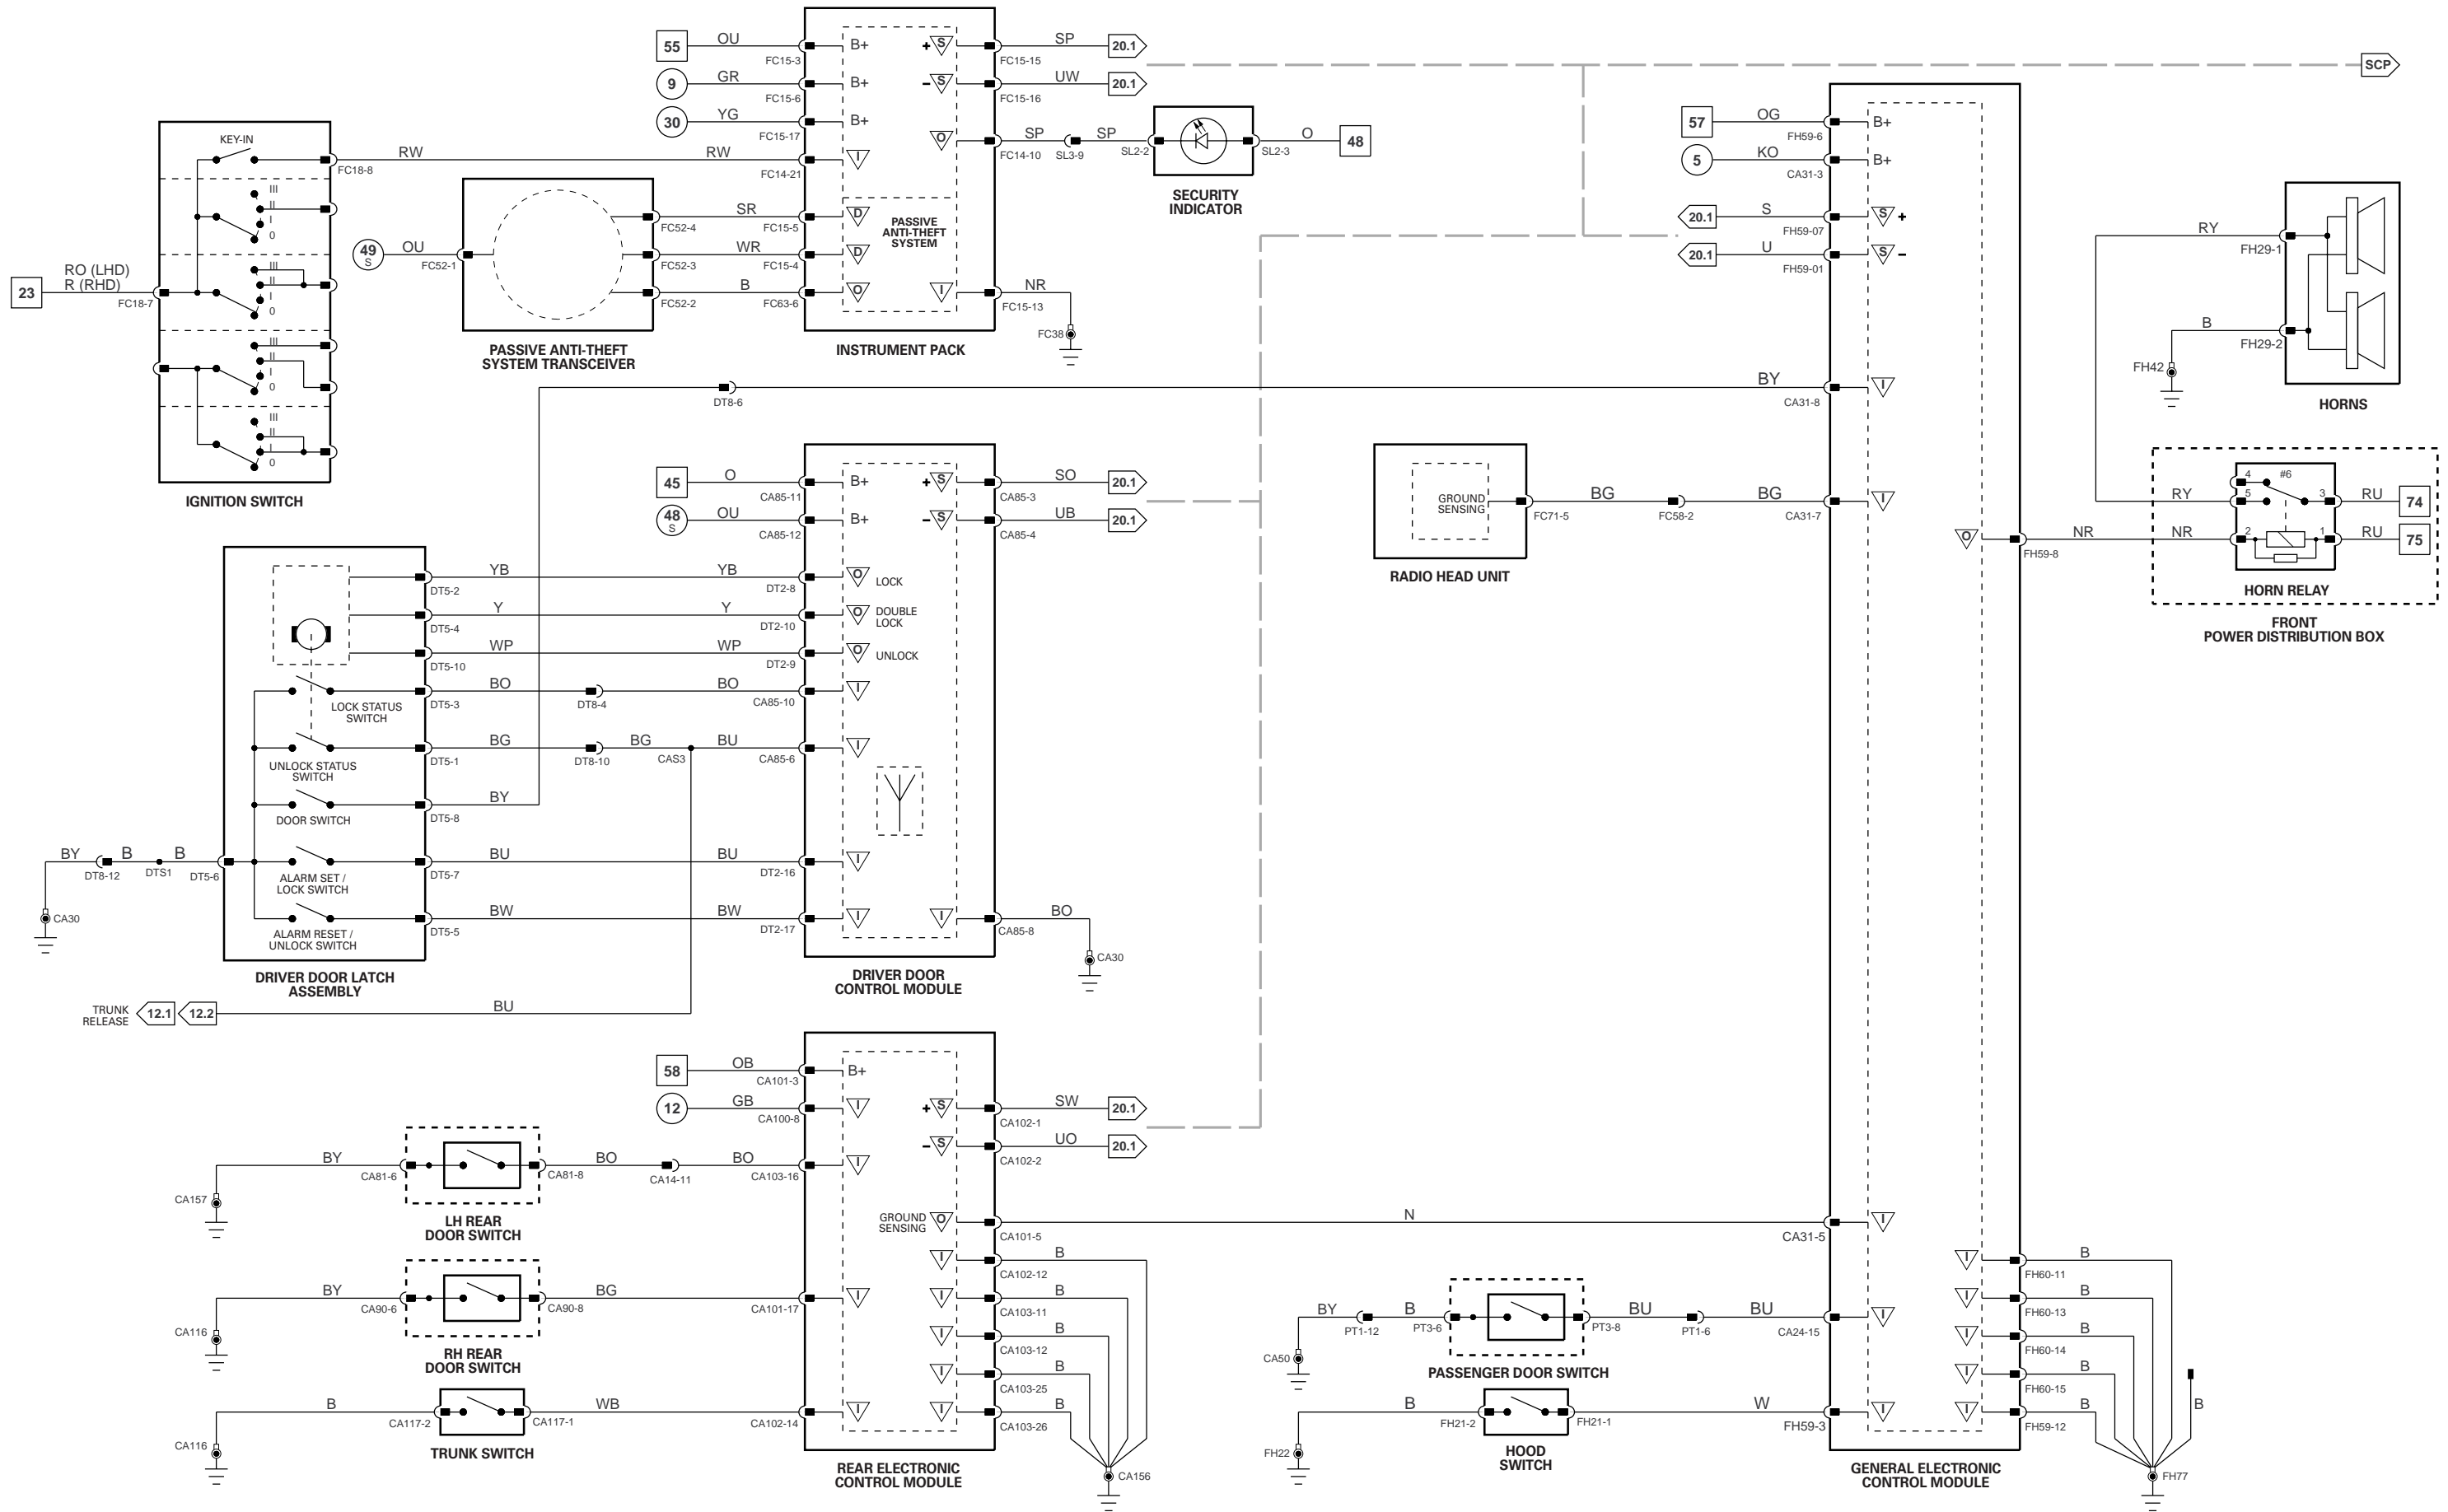 55
OU
FC15-3
B+
9
GR
FC15-6
B+
30
YG
FC15-17
B+
RW
RW
FC18-8
FC14-21
I
+
S
FC15-15
SP
20.1
−
S
FC15-16
UW
20.1
O
FC14-10
SP
SL3-9
SP
SL2-2
SL2-3
O
48
SECURITY
INDICATOR
SCP
KEY-IN
III
II
I
0
III
II
I
0
III
II
I
0
III
II
I
0
23
RO (LHD)
R (RHD)
FC18-7
IGNITION SWITCH
49
S
OU
FC52-1
FC52-4
SR
FC15-5
D
FC52-3
WR
FC15-4
D
FC52-2
B
FC63-6
O
PASSIVE ANTI-THEFT
SYSTEM TRANSCEIVER
PASSIVE
ANTI-THEFT
SYSTEM
I
FC15-13
NR
FC38
INSTRUMENT PACK
57
OG
FH59-6
B+
5
KO
CA31-3
B+
20.1
S
FH59-07
S
+
20.1
U
FH59-01
S
−
RY
FH29-1
B
FH29-2
FH42
HORNS
DT8-6
BY
CA31-8
I
GROUND
SENSING
FC71-5
BG
FC58-2
BG
CA31-7
I
RADIO HEAD UNIT
O
FH59-8
NR
NR
RY
4
5
#6
3
2
1
RU
74
RU
75
HORN RELAY
FRONT
POWER DISTRIBUTION BOX
45
O
CA85-11
B+
48
S
OU
CA85-12
B+
+
S
CA85-3
SO
20.1
−
S
CA85-4
UB
20.1
DT5-2
YB
YB
DT2-8
O
LOCK
DT5-4
Y
Y
DT2-10
O
DOUBLE
LOCK
DT5-10
WP
WP
DT2-9
O
UNLOCK
LOCK STATUS
SWITCH
DT5-3
BO
DT8-4
BO
CA85-10
I
UNLOCK STATUS
SWITCH
DT5-1
BG
DT8-10
BG
CAS3
BU
CA85-6
I
DOOR SWITCH
DT5-8
BY
BY
DT8-12
B
DTS1
B
DT5-6
CA30
ALARM SET /
LOCK SWITCH
DT5-7
BU
BU
DT2-16
I
ALARM RESET /
UNLOCK SWITCH
DT5-5
BW
BW
DT2-17
I
I
CA85-8
BO
CA30
DRIVER DOOR LATCH
ASSEMBLY
DRIVER DOOR
CONTROL MODULE
TRUNK
RELEASE
12.1
12.2
BU
58
OB
CA101-3
B+
12
GB
CA100-8
I
+
S
CA102-1
SW
20.1
−
S
CA102-2
UO
20.1
BY
CA81-6
CA81-8
BO
CA14-11
BO
CA103-16
I
CA157
LH REAR
DOOR SWITCH
GROUND
SENSING
O
CA101-5
N
CA31-5
I
BY
CA90-6
CA90-8
BG
CA101-17
I
CA116
RH REAR
DOOR SWITCH
B
CA117-2
CA117-1
WB
CA102-14
I
CA116
TRUNK SWITCH
I
CA102-12
B
I
CA103-11
B
I
CA103-12
B
I
CA103-25
B
I
CA103-26
B
CA156
REAR ELECTRONIC
CONTROL MODULE
BY
PT1-12
B
PT3-6
PT3-8
BU
PT1-6
BU
CA24-15
I
CA50
PASSENGER DOOR SWITCH
B
FH21-2
FH21-1
W
FH59-3
I
FH22
HOOD
SWITCH
I
FH60-11
B
I
FH60-13
B
I
FH60-14
B
I
FH60-15
B
I
FH59-12
B
B
FH77
GENERAL ELECTRONIC
CONTROL MODULE